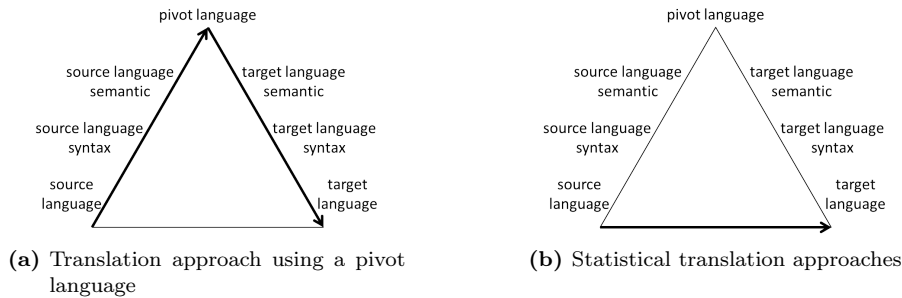 pivot language
source language
semantic
target language
semantic
source language
syntax
target language
syntax
source
language
target
language
(a) Translation approach using a pivot
language
pivot language
source language
semantic
target language
semantic
source language
syntax
target language
syntax
source
language
target
language
(b) Statistical translation approaches